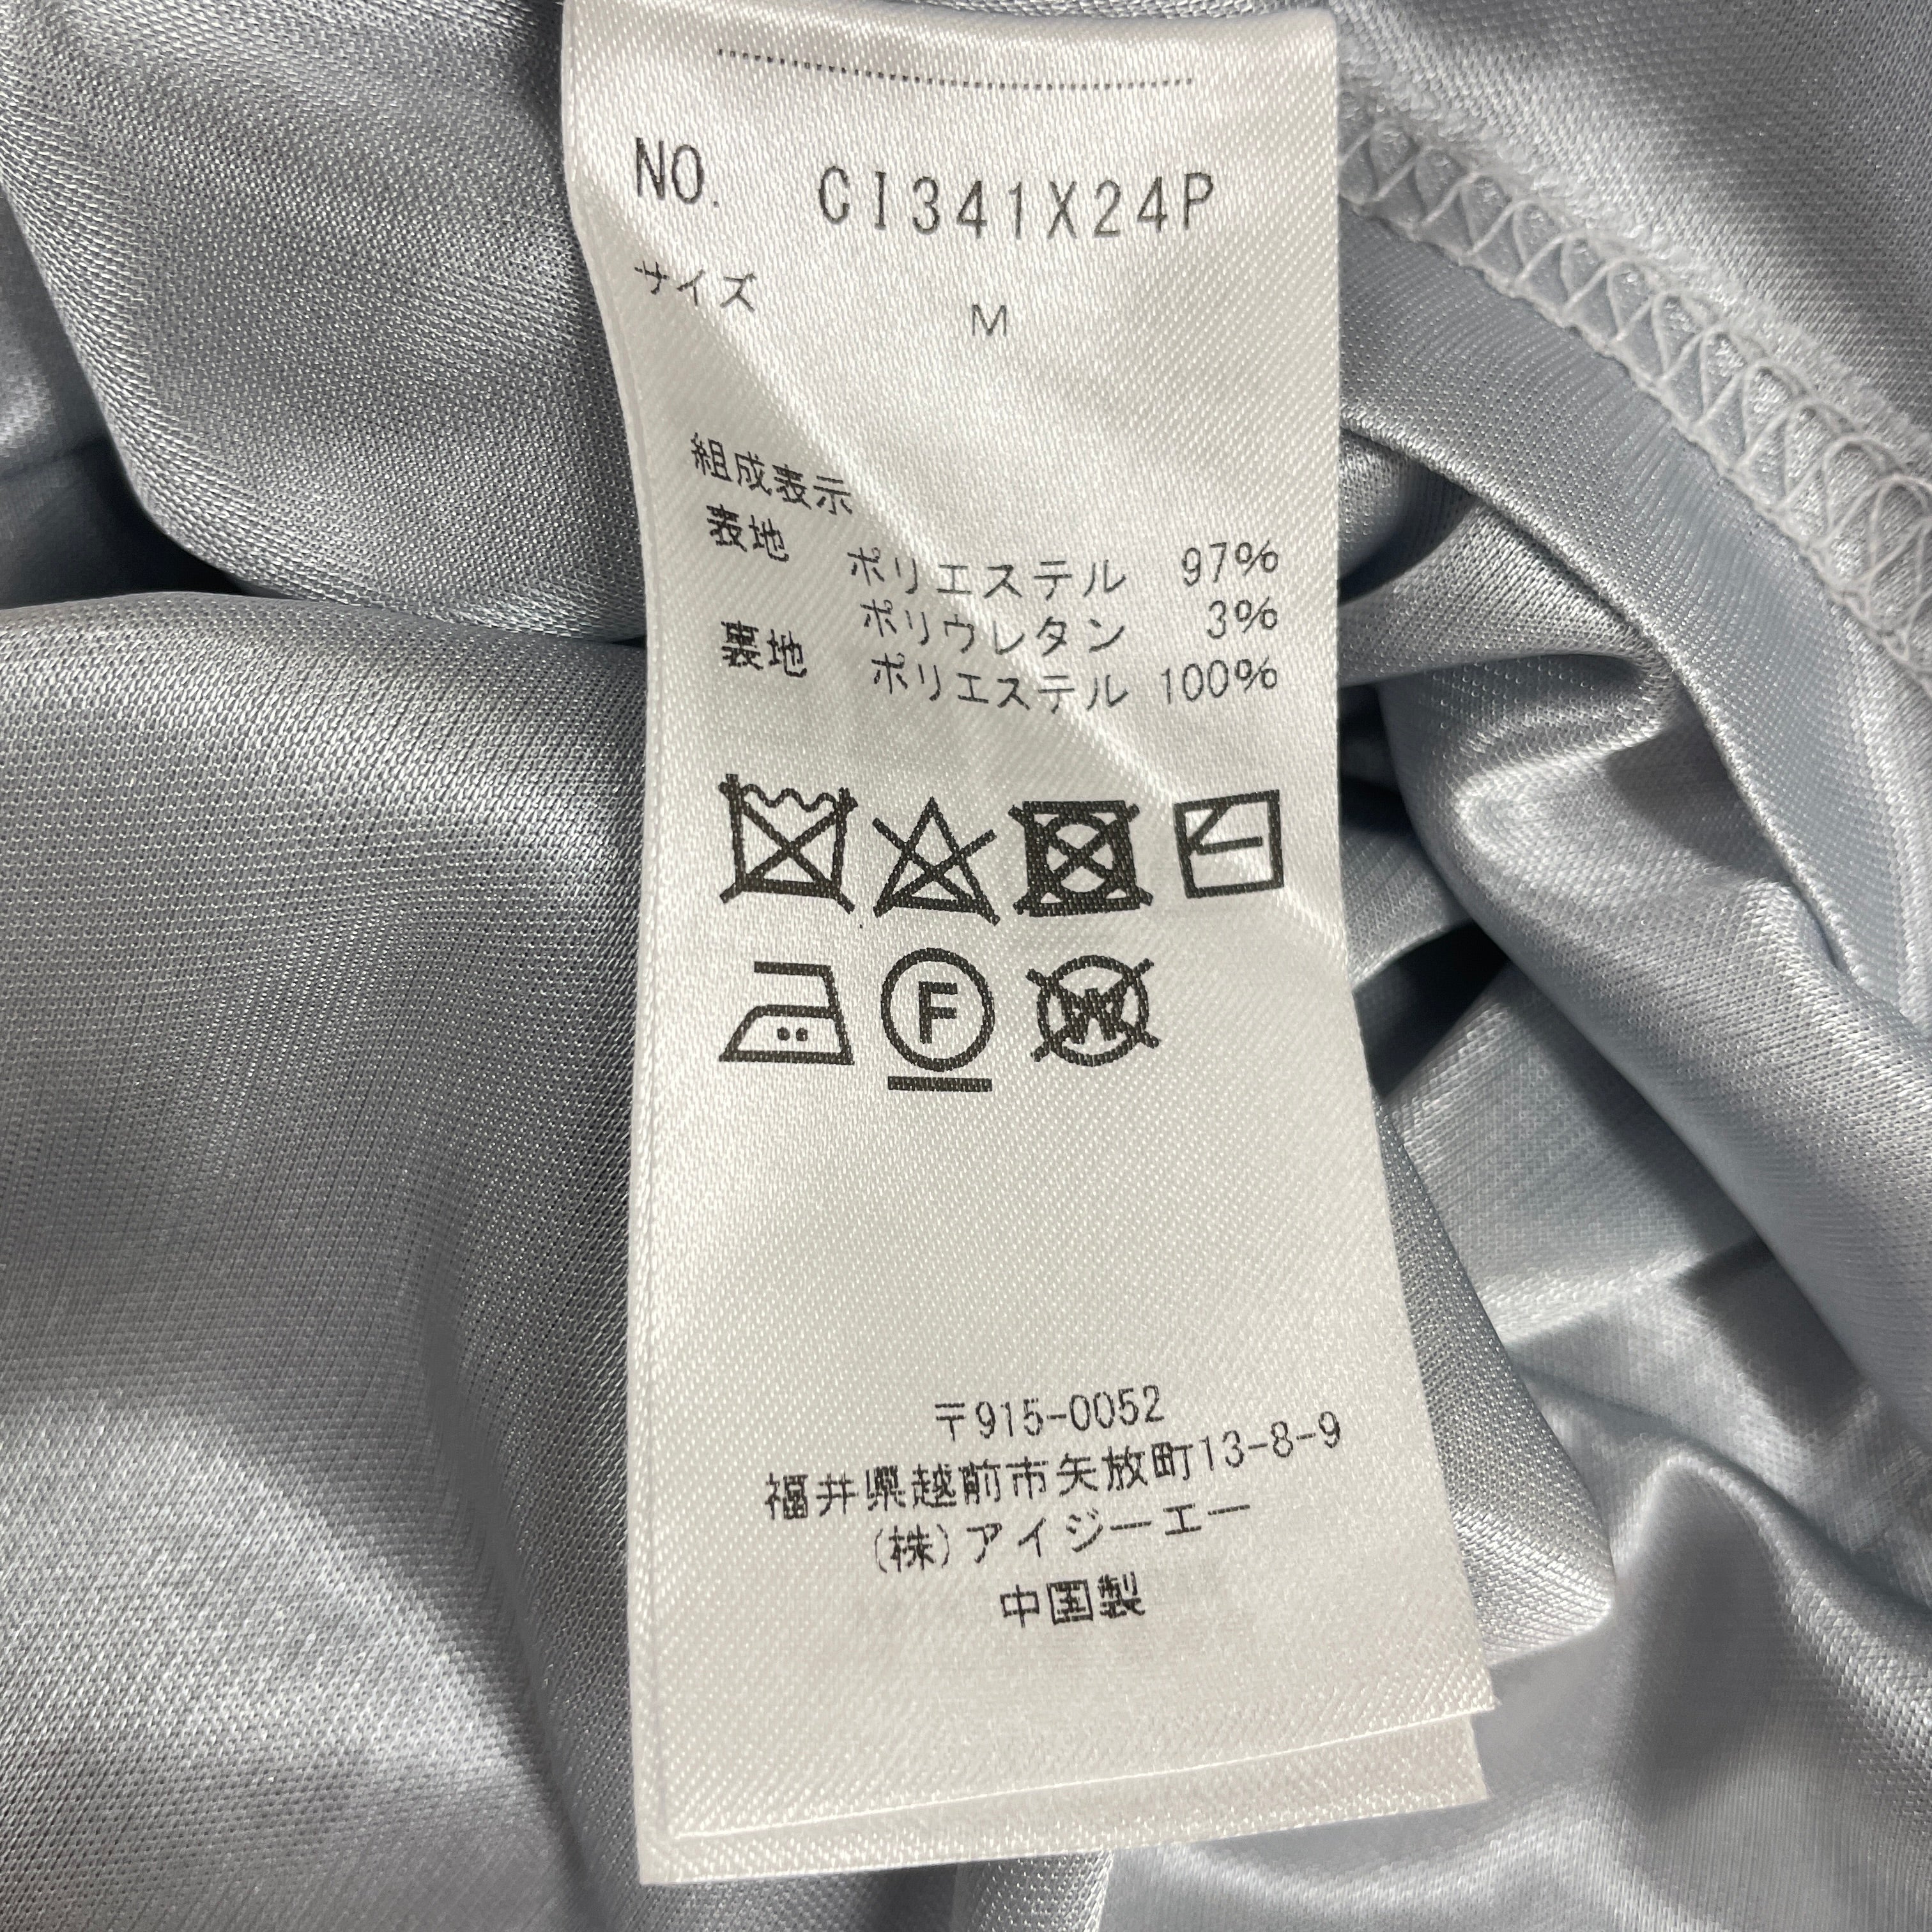 NO. CI341X24P
サイズ M
組成表示
表地 ポリエステル 97%
ポリウレタン 3%
裏地 ポリエステル 100%
F
W
〒915-0052
福井県越前市矢放町13-8-9
(株)アイジーエー
中国製